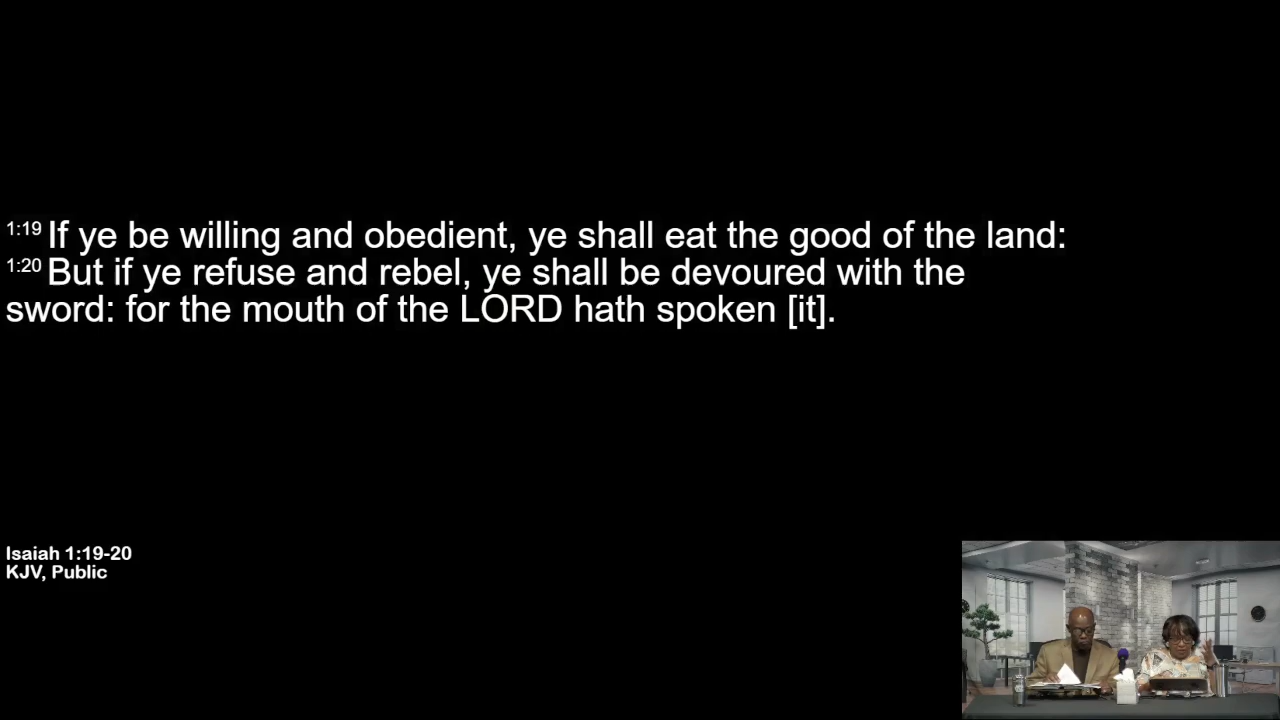 1:19 If ye be willing and obedient, ye shall eat the good of the land:
1:20 But if ye refuse and rebel, ye shall be devoured with the
sword: for the mouth of the LORD hath spoken [it].
Isaiah 1:19-20
KJV, Public